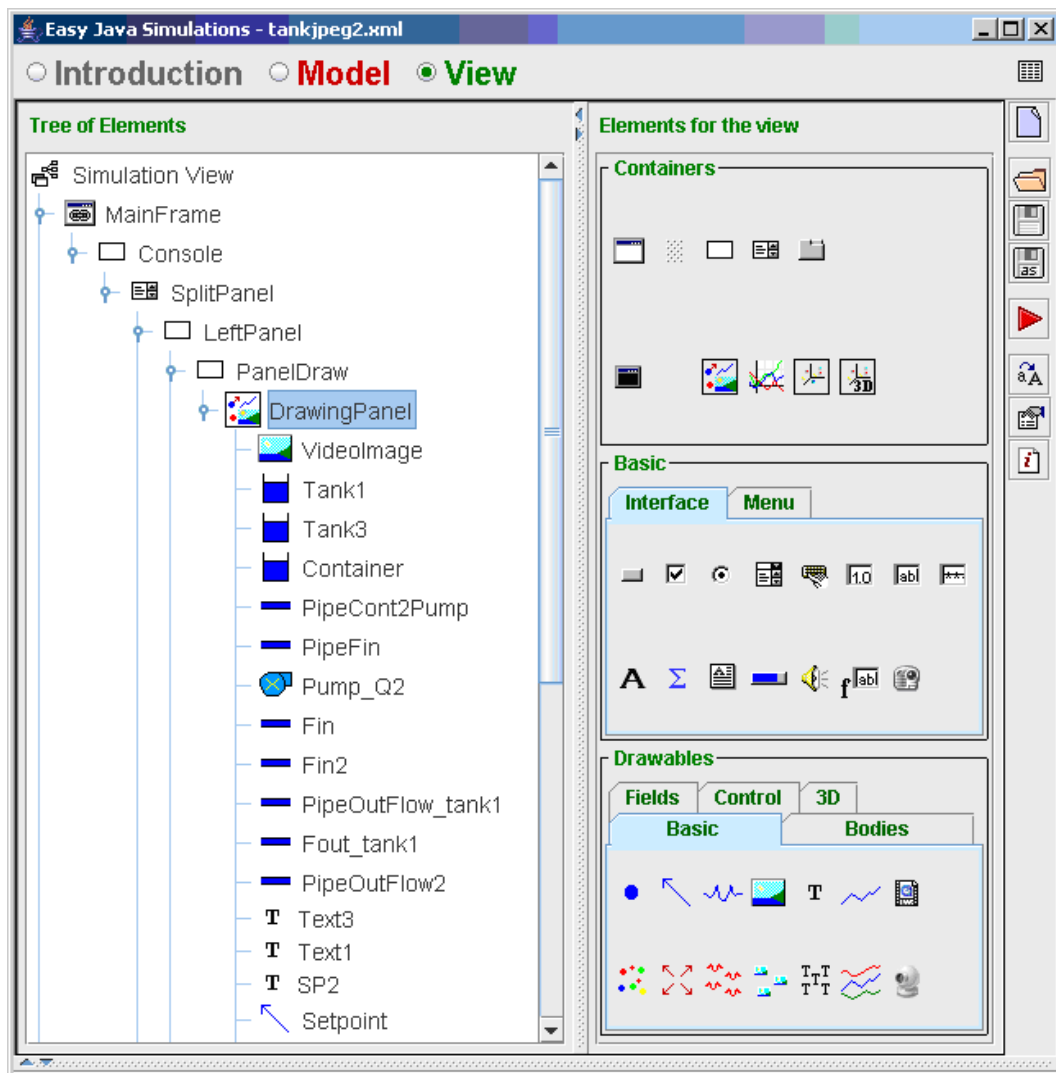 Easy Java Simulations - tankjpeg2.xml
Introduction Model View
Tree of Elements
Simulation View
MainFrame
Console
SplitPanel
LeftPanel
PanelDraw
DrawingPanel
VideoImage
Tank1
Tank3
Container
PipeCont2Pump
PipeFin
Pump_Q2
Fin
Fin2
PipeOutFlow_tank1
Fout_tank1
PipeOutFlow2
T Text3
T Text1
T SP2
Setpoint
Elements for the view
Containers
3D
Basic
Interface Menu
1.0 abl ***
A Σ f abl
Drawables
Fields Control 3D
Basic Bodies
T
T T T T T
as
aA
i